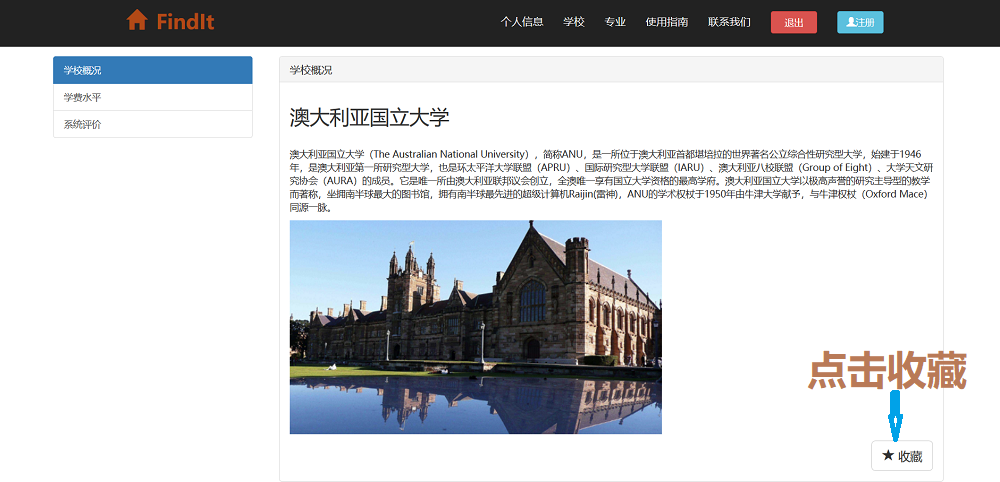 FindIt
个人信息 学校 专业 使用指南 联系我们 退出 注册
学校概况
学费水平
系统评价
学校概况
澳大利亚国立大学
澳大利亚国立大学（The Australian National University），简称ANU，是一所位于澳大利亚首都堪培拉的世界著名公立综合性研究型大学，始建于1946
年，是澳大利亚第一所研究型大学，也是环太平洋大学联盟（APRU）、国际研究型大学联盟（IARU）、澳大利亚八校联盟（Group of Eight）、大学天文研
究协会（AURA）的成员。它是唯一所由澳大利亚联邦议会创立，全澳唯一享有国立大学资格的最高学府。澳大利亚国立大学以极高声誉的研究主导型的教学
而著称，坐拥南半球最大的图书馆，拥有南半球最先进的超级计算机Raijin(雷神)，ANU的学术权杖于1950年由牛津大学献予，与牛津权杖（Oxford Mace）
同源一脉。
点击收藏
收藏